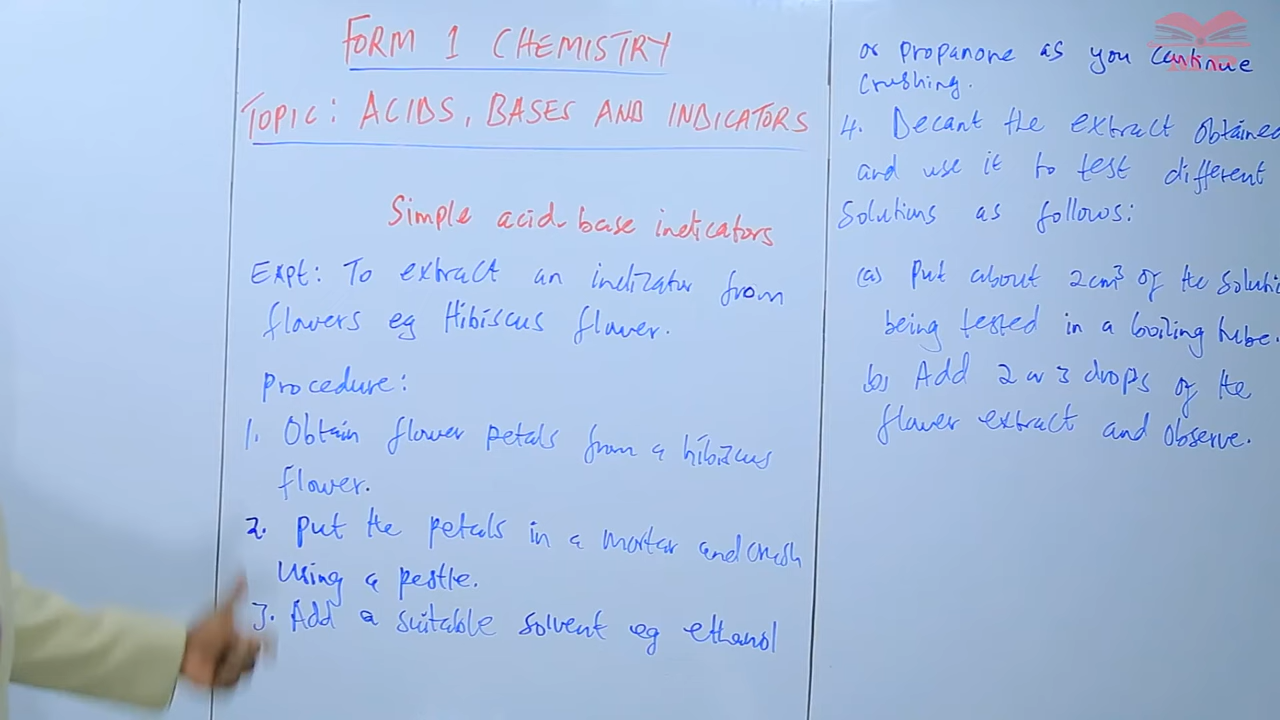 FORM 1 CHEMISTRY
TOPIC: ACIDS, BASES AND INDICATORS
Simple acid-base indicators
Expt: To extract an indicator from
flowers eg Hibiscus flower.
Procedure:
1. Obtain flower petals from a hibiscus
flower.
2. Put the petals in a mortar and crush
using a pestle.
3. Add a suitable solvent eg ethanol
or propanone as you continue
crushing.
4. Decant the extract obtained
and use it to test different
solutions as follows:
(a) Put about 2cm³ of the soluti
being tested in a boiling tube.
b) Add 2 or 3 drops of the
flower extract and observe.